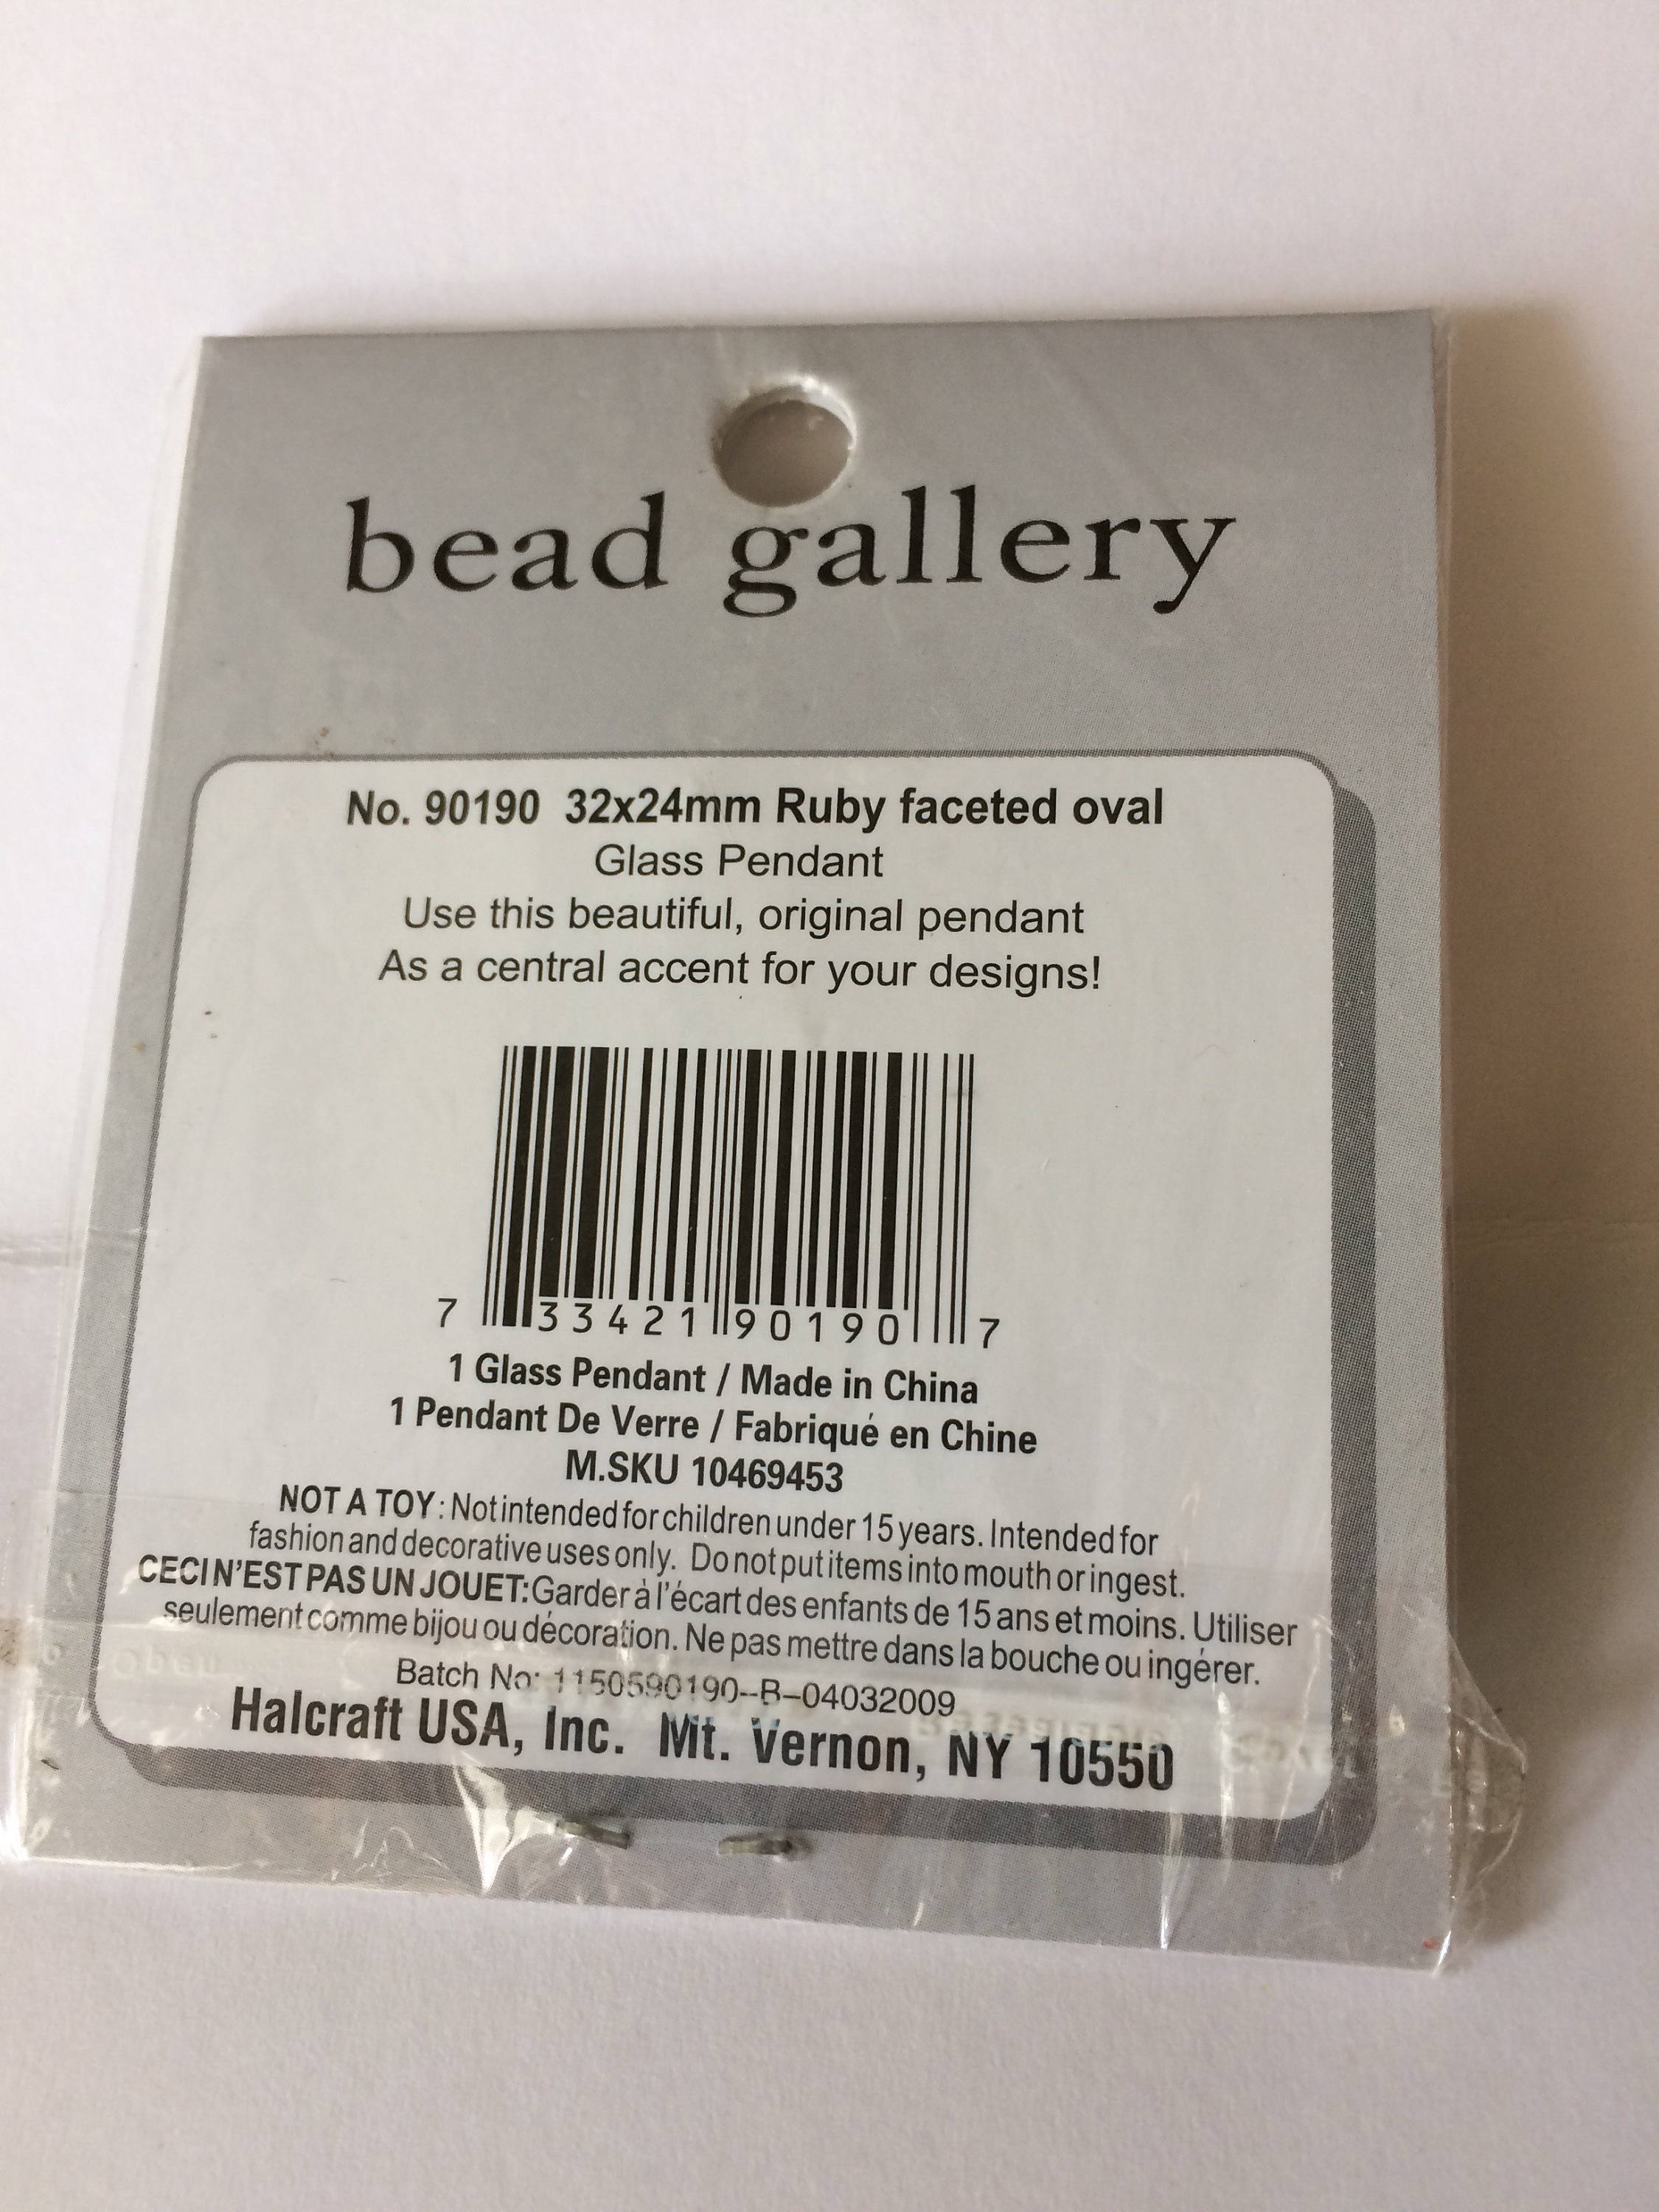 bead gallery
No. 90190 32x24mm Ruby faceted oval
Glass Pendant
Use this beautiful, original pendant
As a central accent for your designs!
7 33421 90190 7
1 Glass Pendant / Made in China
1 Pendant De Verre / Fabriqué en Chine
M.SKU 10469453
NOT A TOY: Not intended for children under 15 years. Intended for
fashion and decorative uses only. Do not put items into mouth or ingest.
CECI N'EST PAS UN JOUET: Garder à l'écart des enfants de 15 ans et moins. Utiliser
seulement comme bijou ou décoration. Ne pas mettre dans la bouche ou ingérer.
Batch No: 1150590190--B-04032009
Halcraft USA, Inc. Mt. Vernon, NY 10550